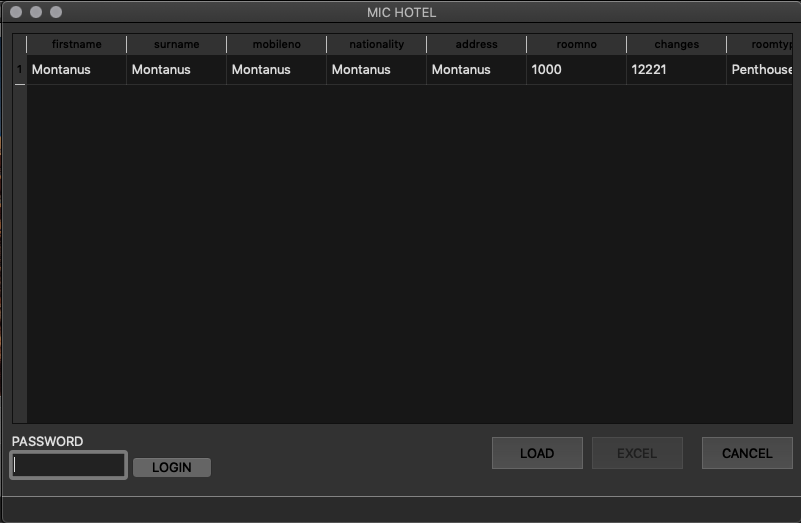 MIC HOTEL
firstname surname mobileno nationality address roomno changes roomtyp
1 Montanus Montanus Montanus Montanus Montanus 1000 12221 Penthouse
PASSWORD
LOGIN LOAD EXCEL CANCEL